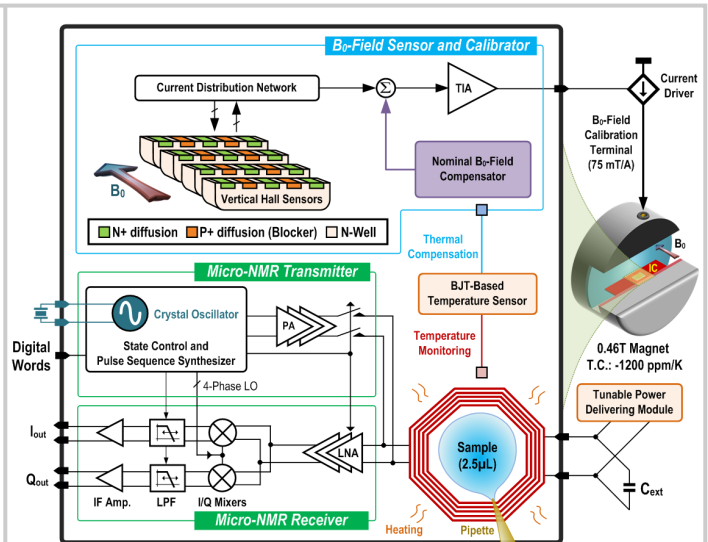 B₀-Field Sensor and Calibrator
Current Distribution Network
Σ
TIA
Current
Driver
B₀-Field
Calibration
Terminal
(75 mT/A)
Nominal B₀-Field
Compensator
B₀
Vertical Hall Sensors
N+ diffusion
P+ diffusion (Blocker)
N-Well
Thermal
Compensation
B₀
IC
Micro-NMR Transmitter
BJT-Based
Temperature Sensor
Crystal Oscillator
PA
Digital
Words
State Control and
Pulse Sequence Synthesizer
Temperature
Monitoring
0.46T Magnet
T.C.: -1200 ppm/K
4-Phase LO
Tunable Power
Delivering Module
Iout
LNA
Sample
(2.5µL)
Qout
Cext
IF Amp.
LPF
I/Q Mixers
Micro-NMR Receiver
Heating
Pipette